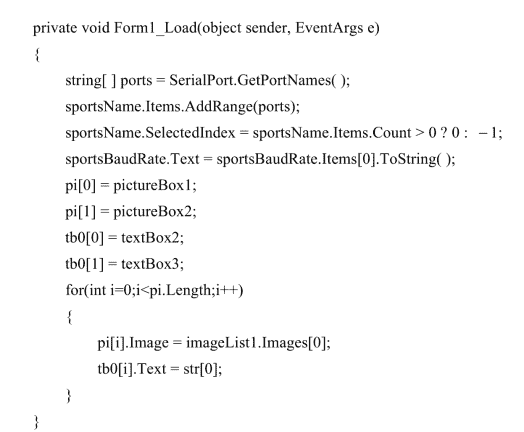 private void Form1_Load(object sender, EventArgs e)
{
string[ ] ports = SerialPort.GetPortNames( );
sportsName.Items.AddRange(ports);
sportsName.SelectedIndex = sportsName.Items.Count > 0 ? 0 : －1;
sportsBaudRate.Text = sportsBaudRate.Items[0].ToString( );
pi[0] = pictureBox1;
pi[1] = pictureBox2;
tb0[0] = textBox2;
tb0[1] = textBox3;
for(int i=0;i<pi.Length;i++)
{
pi[i].Image = imageList1.Images[0];
tb0[i].Text = str[0];
}
}